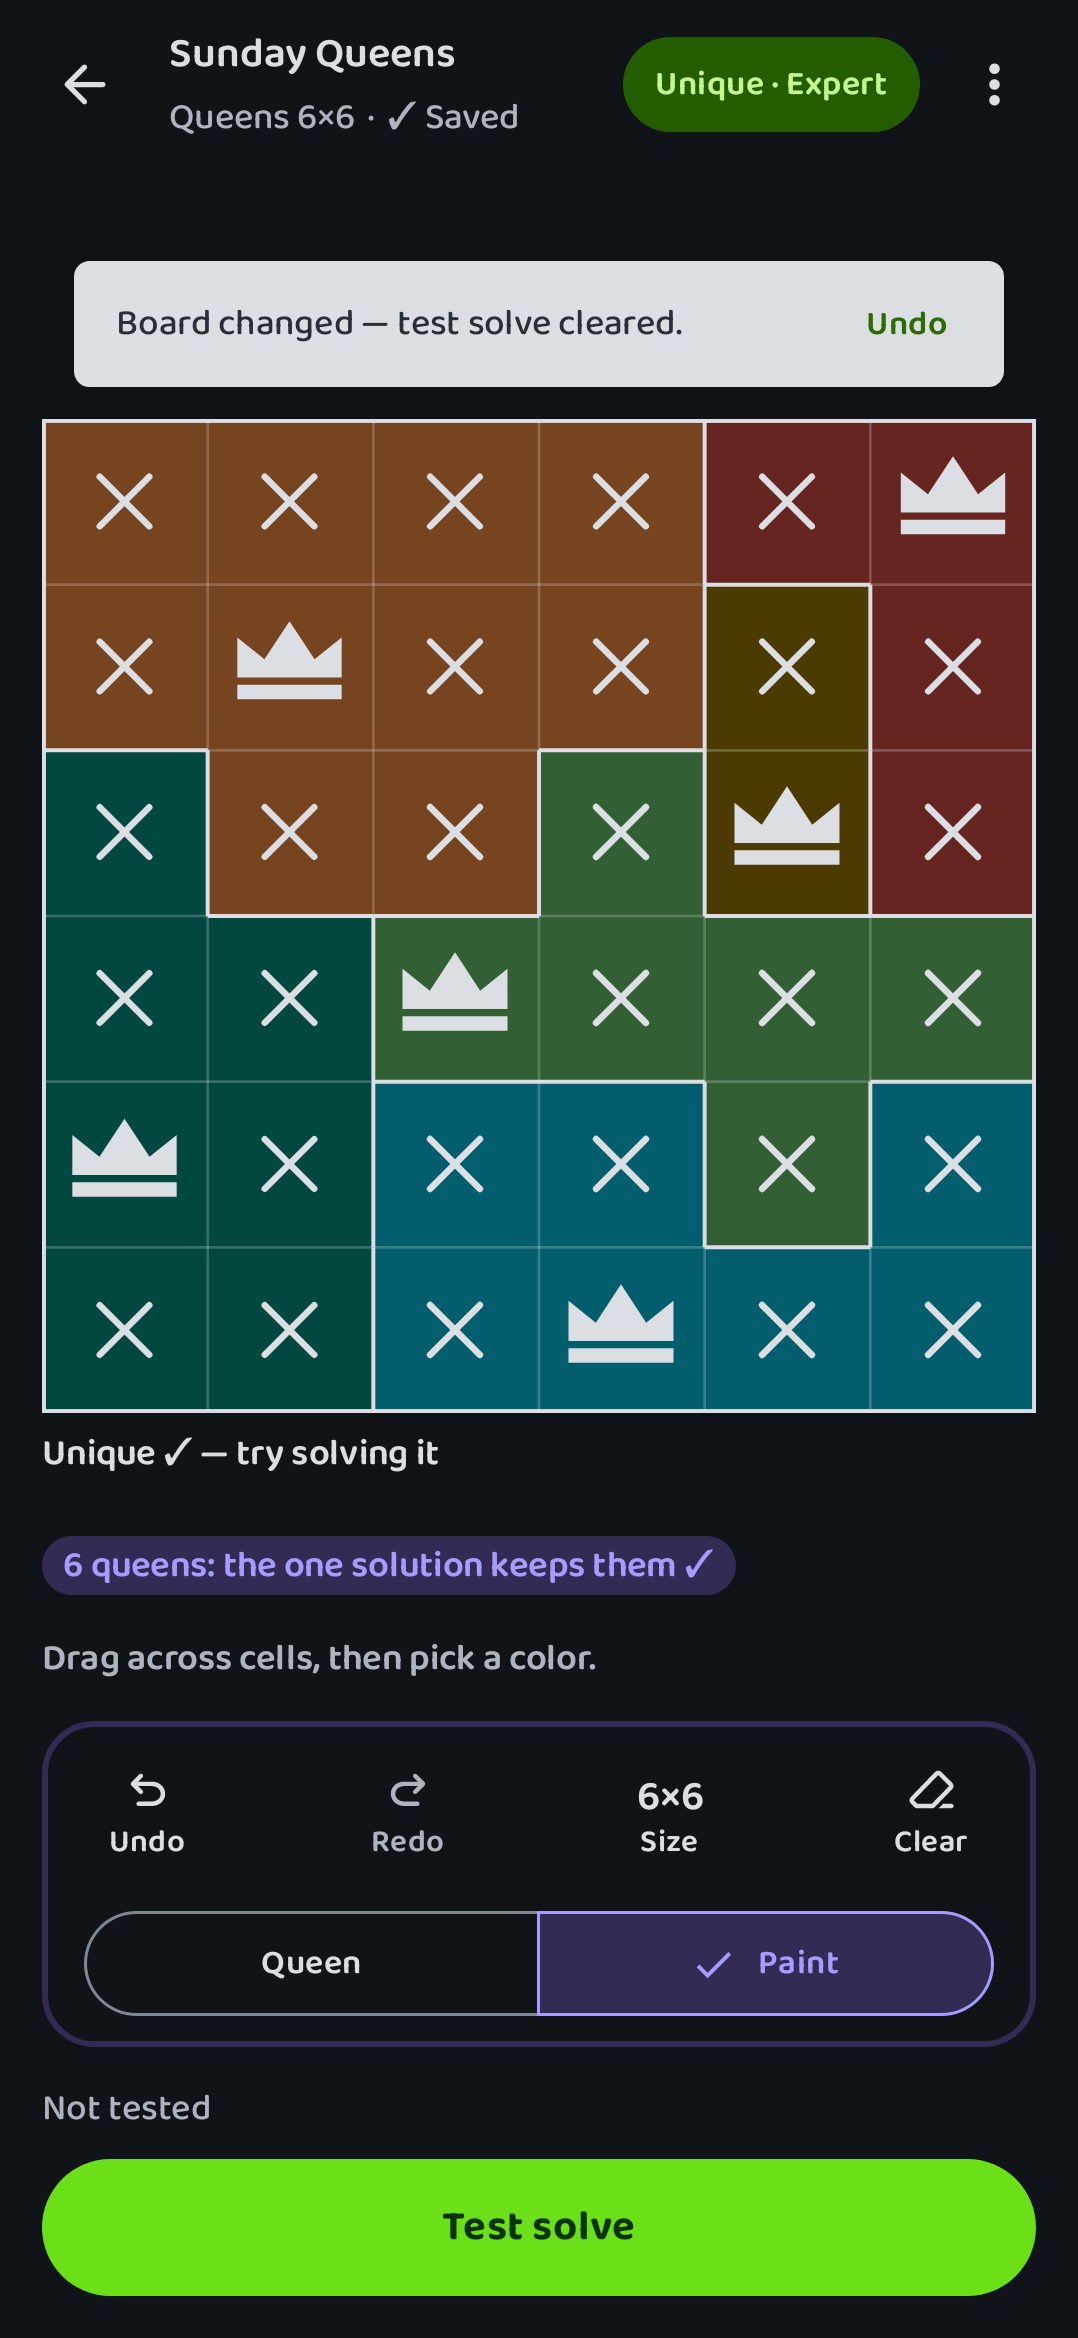 Sunday Queens
Queens 6×6 · ✓ Saved
Unique · Expert
Board changed — test solve cleared.
Undo
Unique ✓ — try solving it
6 queens: the one solution keeps them ✓
Drag across cells, then pick a color.
Undo
Redo
6×6
Size
Clear
Queen
Paint
Not tested
Test solve